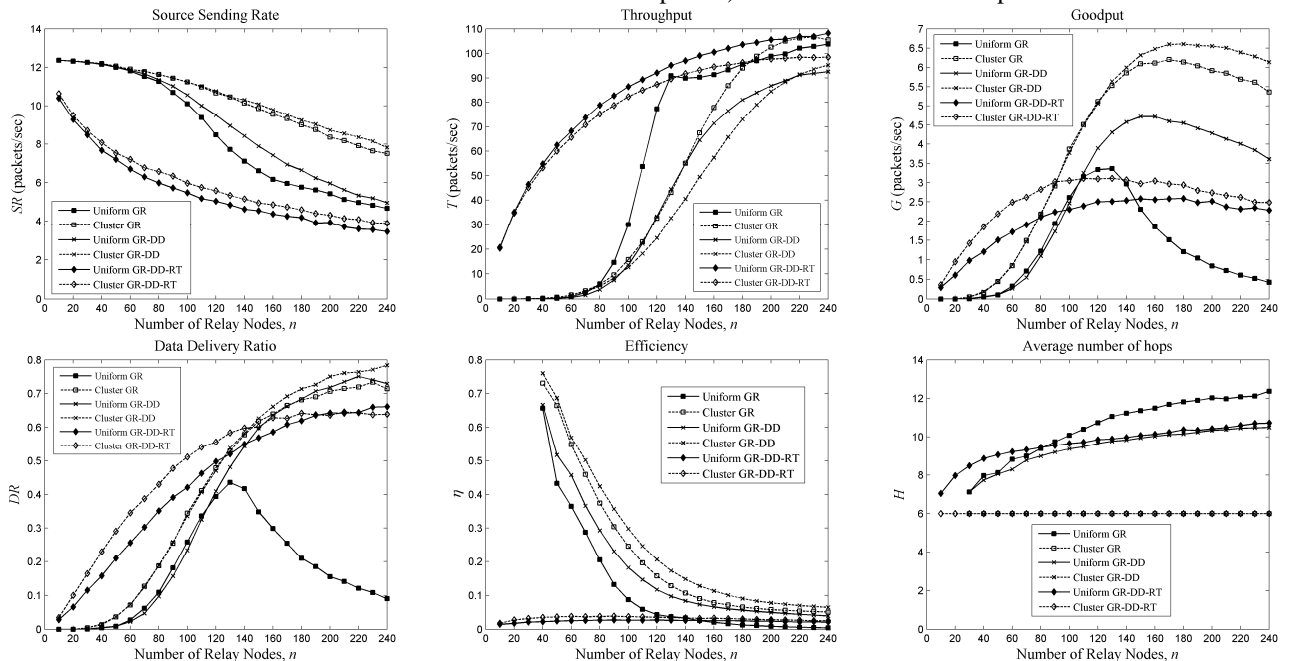 Source Sending Rate
SR (packets/sec)
14
12
10
8
6
4
2
0
Uniform GR
Cluster GR
Uniform GR-DD
Cluster GR-DD
Uniform GR-DD-RT
Cluster GR-DD-RT
0 20 40 60 80 100 120 140 160 180 200 220 240
Number of Relay Nodes, n
Throughput
T (packets/sec)
110
100
90
80
70
60
50
40
30
20
10
0
Uniform GR
Cluster GR
Uniform GR-DD
Cluster GR-DD
Uniform GR-DD-RT
Cluster GR-DD-RT
0 20 40 60 80 100 120 140 160 180 200 220 240
Number of Relay Nodes, n
Goodput
G (packets/sec)
7
6.5
6
5.5
5
4.5
4
3.5
3
2.5
2
1.5
1
0.5
0
Uniform GR
Cluster GR
Uniform GR-DD
Cluster GR-DD
Uniform GR-DD-RT
Cluster GR-DD-RT
0 20 40 60 80 100 120 140 160 180 200 220 240
Number of Relay Nodes, n
Data Delivery Ratio
DR
0.8
0.7
0.6
0.5
0.4
0.3
0.2
0.1
0
Uniform GR
Cluster GR
Uniform GR-DD
Cluster GR-DD
Uniform GR-DD-RT
Cluster GR-DD-RT
0 20 40 60 80 100 120 140 160 180 200 220 240
Number of Relay Nodes, n
Efficiency
η
0.8
0.7
0.6
0.5
0.4
0.3
0.2
0.1
0
Uniform GR
Cluster GR
Uniform GR-DD
Cluster GR-DD
Uniform GR-DD-RT
Cluster GR-DD-RT
0 20 40 60 80 100 120 140 160 180 200 220 240
Number of Relay Nodes, n
Average number of hops
H
14
12
10
8
6
4
2
0
Uniform GR
Cluster GR
Uniform GR-DD
Cluster GR-DD
Uniform GR-DD-RT
Cluster GR-DD-RT
0 20 40 60 80 100 120 140 160 180 200 220 240
Number of Relay Nodes, n